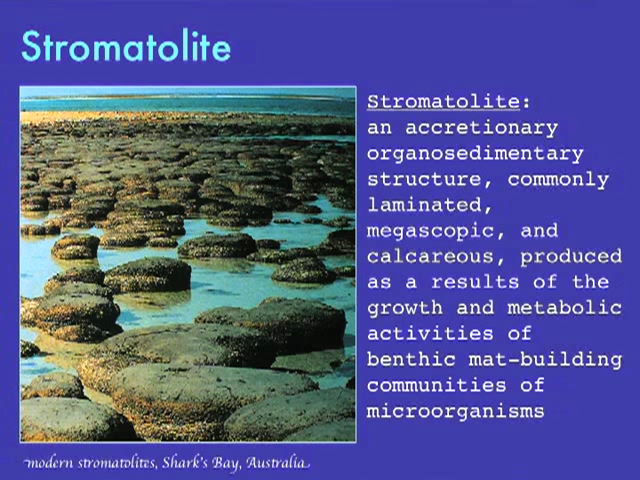 Stromatolite
Stromatolite:
an accretionary
organosedimentary
structure, commonly
laminated,
megascopic, and
calcareous, produced
as a results of the
growth and metabolic
activities of
benthic mat-building
communities of
microorganisms
modern stromatolites, Shark's Bay, Australia